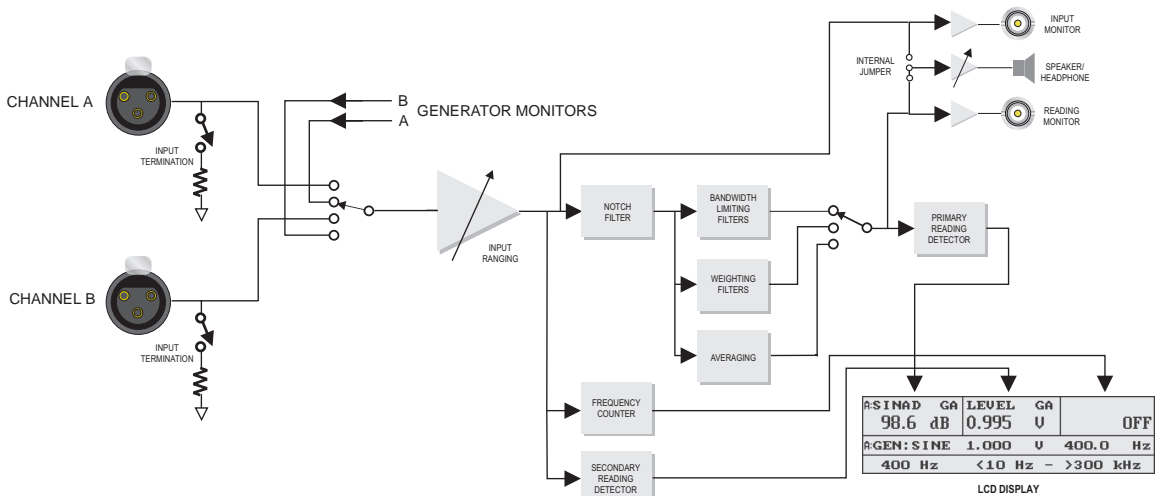 INPUT
MONITOR
INTERNAL
JUMPER
SPEAKER/
HEADPHONE
READING
MONITOR
CHANNEL A
B
GENERATOR MONITORS
A
INPUT
TERMINATION
INPUT
RANGING
NOTCH
FILTER
BANDWIDTH
LIMITING
FILTERS
PRIMARY
READING
DETECTOR
WEIGHTING
FILTERS
CHANNEL B
INPUT
TERMINATION
AVERAGING
FREQUENCY
COUNTER
SECONDARY
READING
DETECTOR
A:SINAD GA LEVEL GA
98.6 dB 0.995 V OFF
A:GEN:SINE 1.000 V 400.0 Hz
400 Hz <10 Hz - >300 kHz
LCD DISPLAY